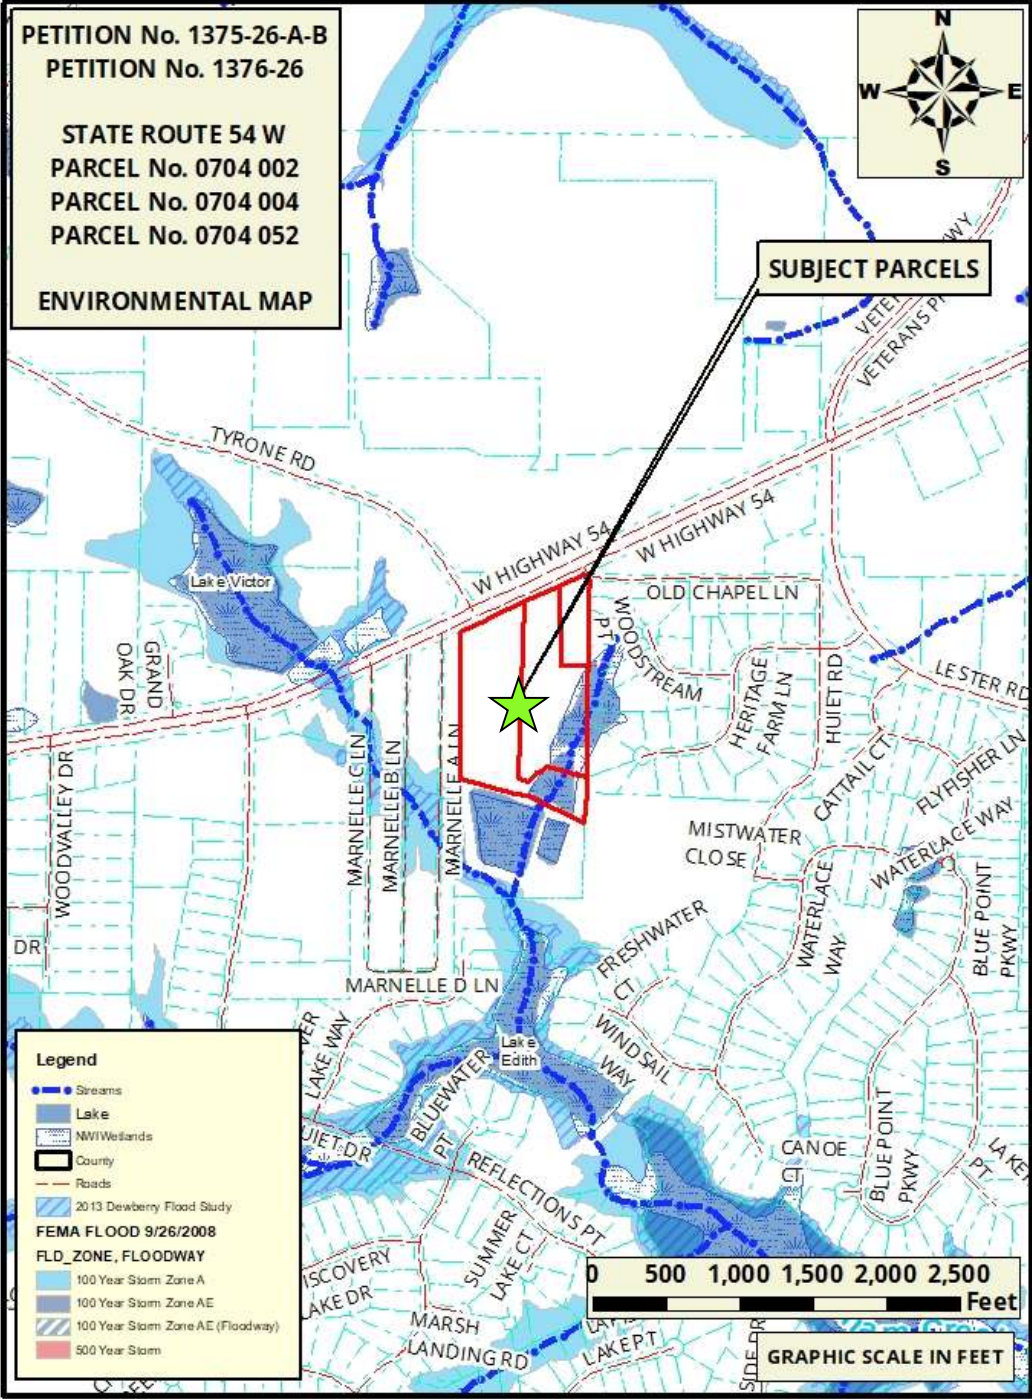 PETITION No. 1375-26-A-B
PETITION No. 1376-26
STATE ROUTE 54 W
PARCEL No. 0704 002
PARCEL No. 0704 004
PARCEL No. 0704 052
ENVIRONMENTAL MAP
N
W
E
S
SUBJECT PARCELS
VETERANS P
TYRONE RD
W HIGHWAY 54
W HIGHWAY 54
Lake Victor
OLD CHAPEL LN
WOODSTREAM
PT
GRAND
OAK DR
HERITAGE
FARM LN
HUIET RD
LESTER RD
WOODVALLEY DR
MARNELLE C LN
MARNELLE B LN
MARNELLE A LN
CATTAIL CT
FLYFISHER LN
MISTWATER
CLOSE
WATERLACE WAY
WATERLACE
WAY
BLUE POINT
PKWY
DR
FRESHWATER
CT
MARNELLE D LN
LAKE WAY
WINDSAIL
WAY
Lake
Edith
BLUEWATER
PT
CANOE
CT
BLUE POINT
PKWY
PT
REFLECTIONS PT
SUMMER
LAKE CT
LAKE DR
MARSH
LANDING RD
LAKE PT
Legend
Streams
Lake
NWI Wetlands
County
Roads
2013 Dewberry Flood Study
FEMA FLOOD 9/26/2008
FLD_ZONE, FLOODWAY
100 Year Storm Zone A
100 Year Storm Zone AE
100 Year Storm Zone AE (Floodway)
500 Year Storm
0 500 1,000 1,500 2,000 2,500
Feet
GRAPHIC SCALE IN FEET